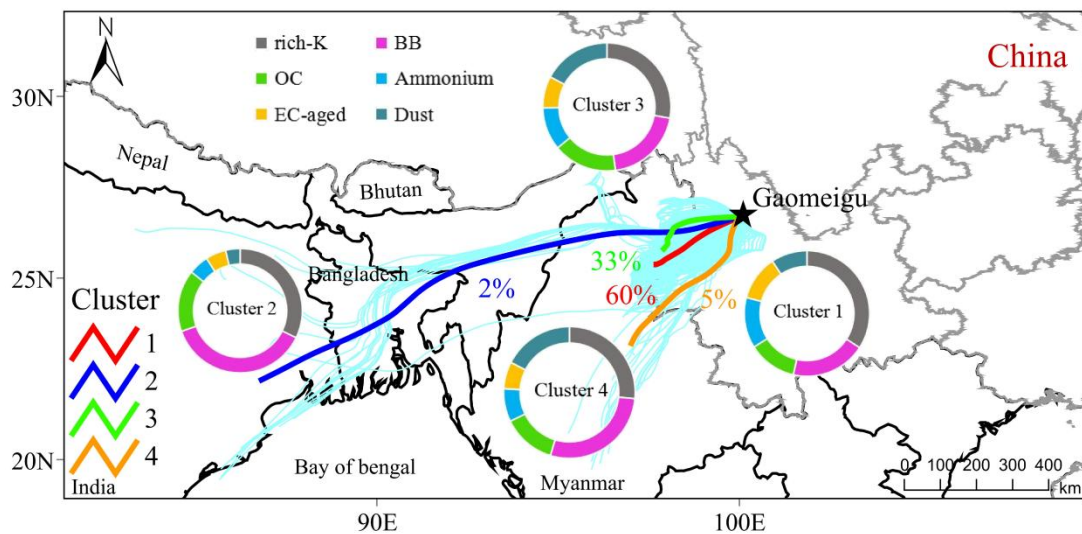 N
rich-K
BB
China
OC
Ammonium
EC-aged
Dust
Cluster 3
30N
Nepal
Bhutan
Gaomeigu
25N
Bangladesh
33%
2%
60%
5%
Cluster 2
Cluster 1
Cluster
1
2
3
4
Cluster 4
20N
Bay of bengal
India
Myanmar
0 100 200 300 400
km
90E
100E